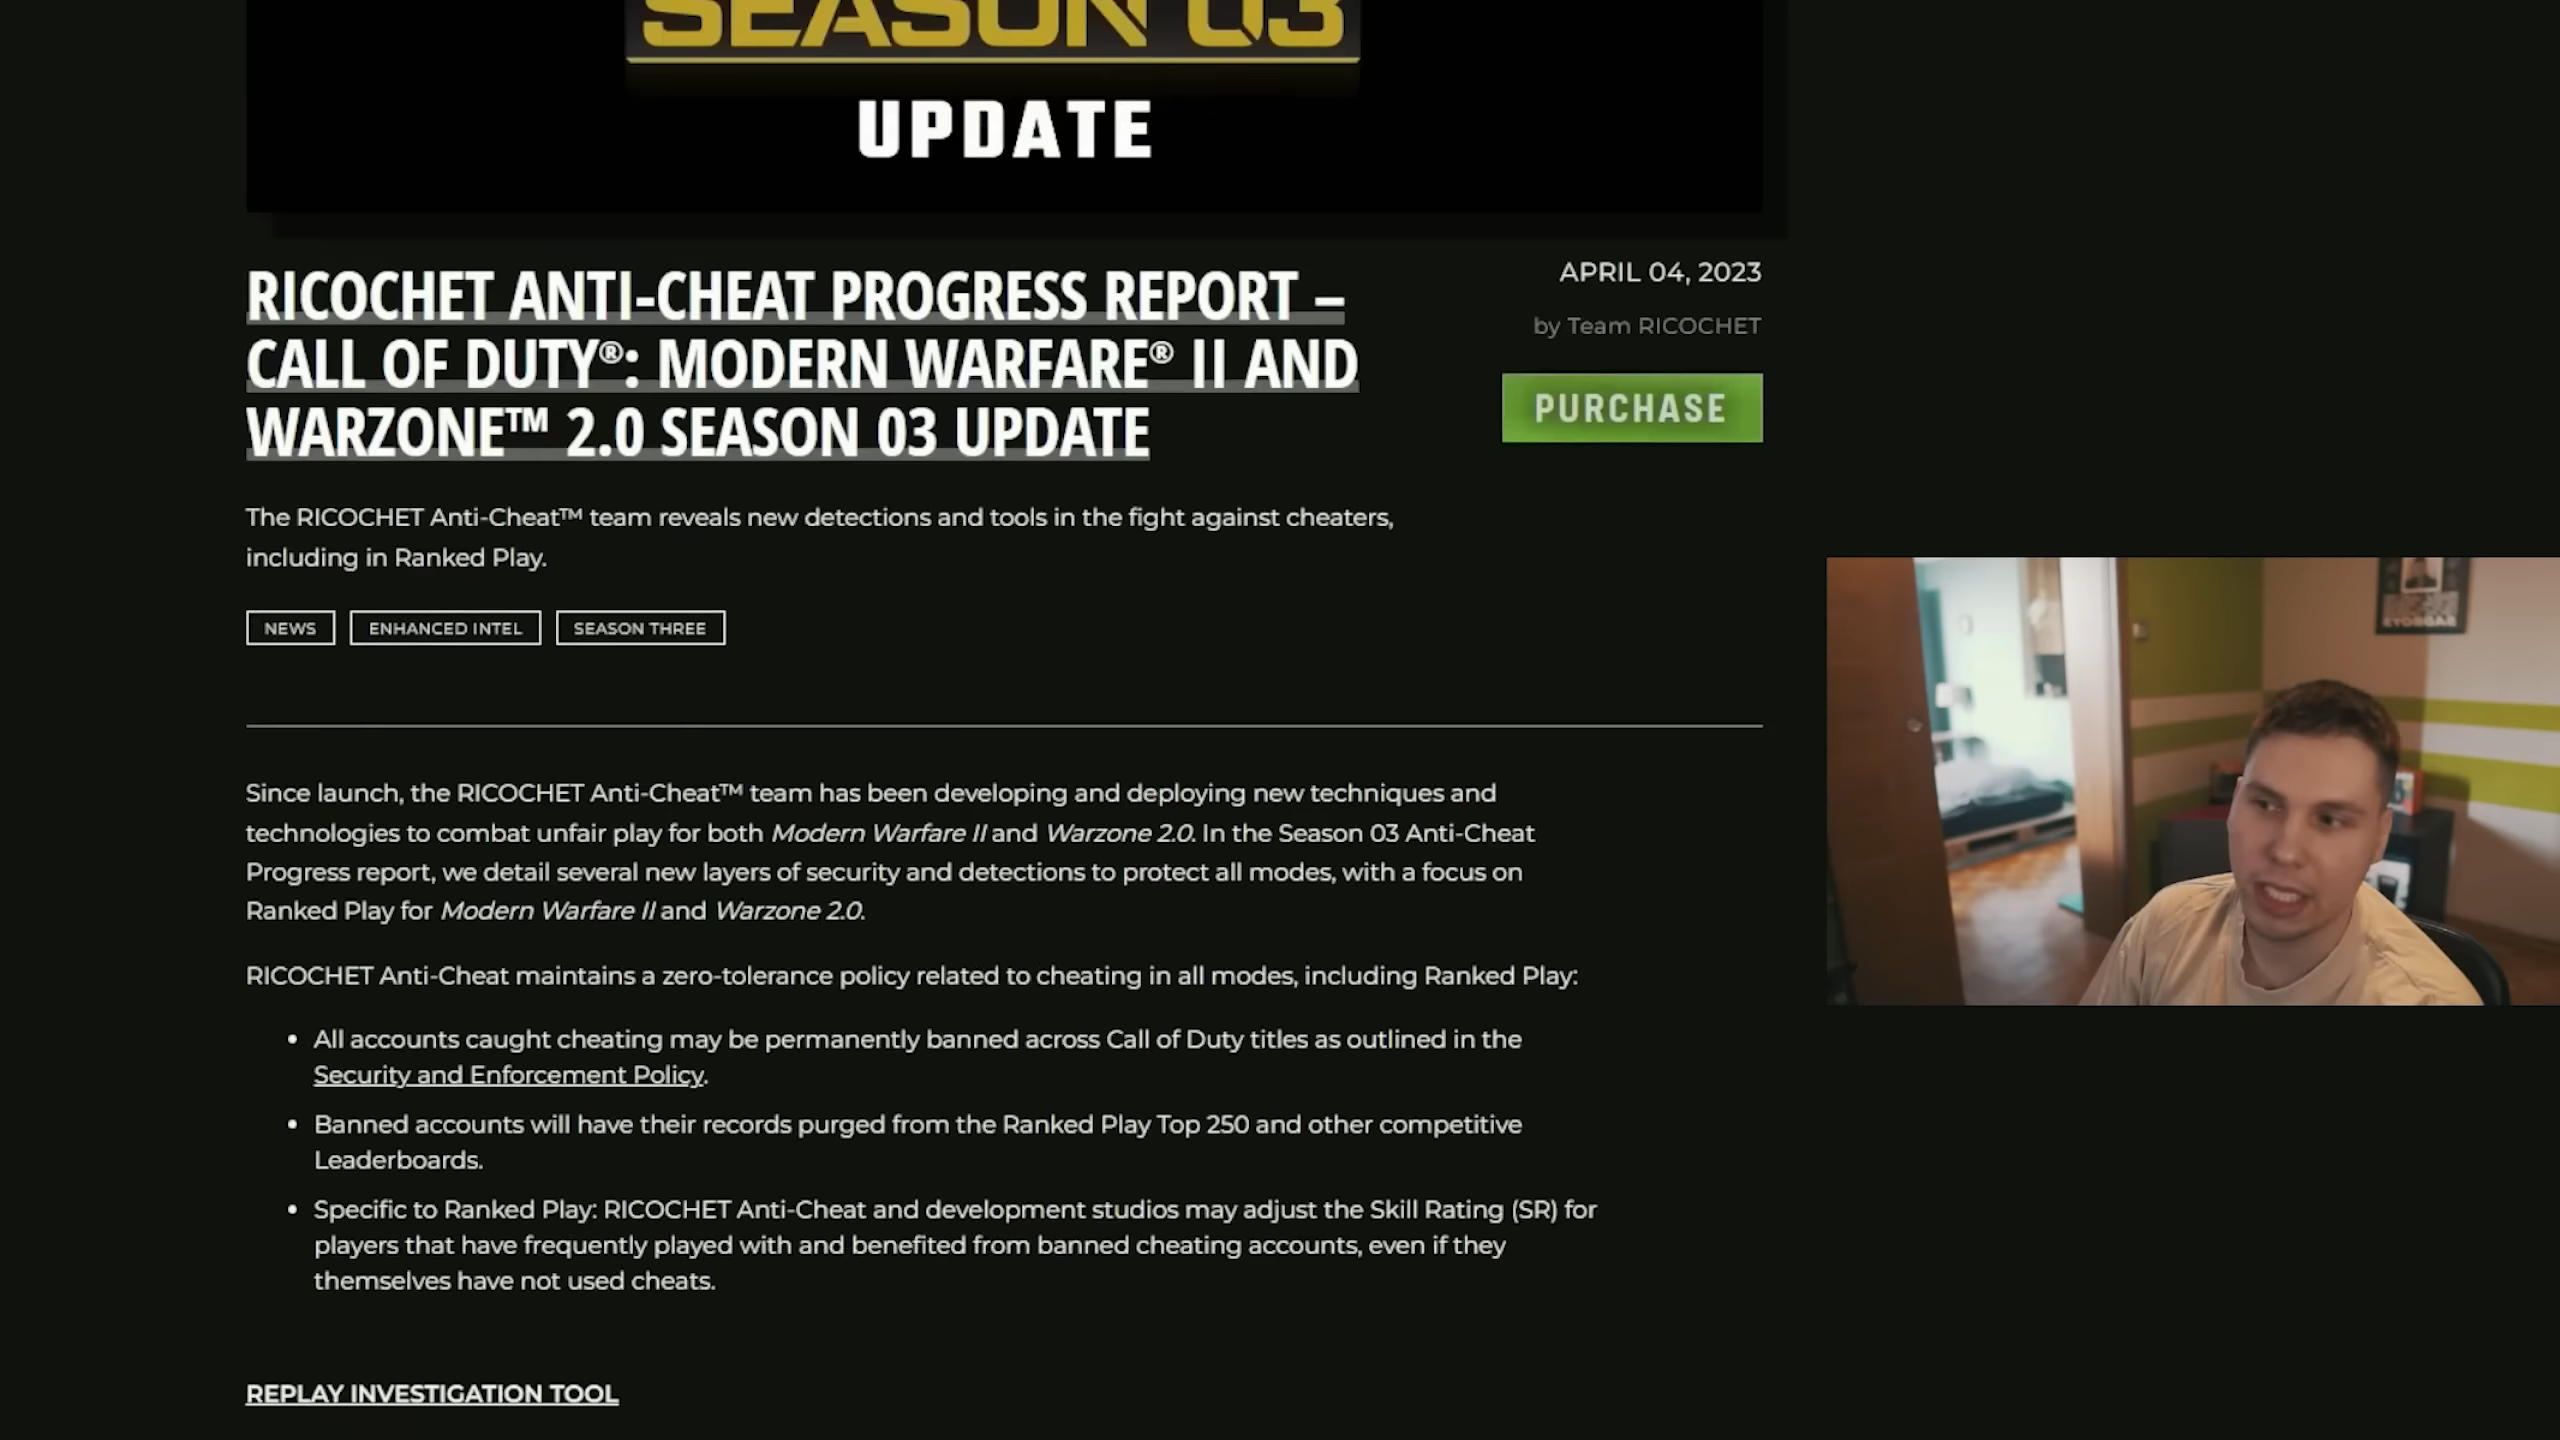 SEASON 03
UPDATE
RICOCHET ANTI-CHEAT PROGRESS REPORT –
CALL OF DUTY®: MODERN WARFARE® II AND
WARZONE™ 2.0 SEASON 03 UPDATE
APRIL 04, 2023
by Team RICOCHET
PURCHASE
The RICOCHET Anti-Cheat™ team reveals new detections and tools in the fight against cheaters,
including in Ranked Play.
NEWS
ENHANCED INTEL
SEASON THREE
Since launch, the RICOCHET Anti-Cheat™ team has been developing and deploying new techniques and
technologies to combat unfair play for both Modern Warfare II and Warzone 2.0. In the Season 03 Anti-Cheat
Progress report, we detail several new layers of security and detections to protect all modes, with a focus on
Ranked Play for Modern Warfare II and Warzone 2.0.
RICOCHET Anti-Cheat maintains a zero-tolerance policy related to cheating in all modes, including Ranked Play:
• All accounts caught cheating may be permanently banned across Call of Duty titles as outlined in the
Security and Enforcement Policy.
• Banned accounts will have their records purged from the Ranked Play Top 250 and other competitive
Leaderboards.
• Specific to Ranked Play: RICOCHET Anti-Cheat and development studios may adjust the Skill Rating (SR) for
players that have frequently played with and benefited from banned cheating accounts, even if they
themselves have not used cheats.
REPLAY INVESTIGATION TOOL